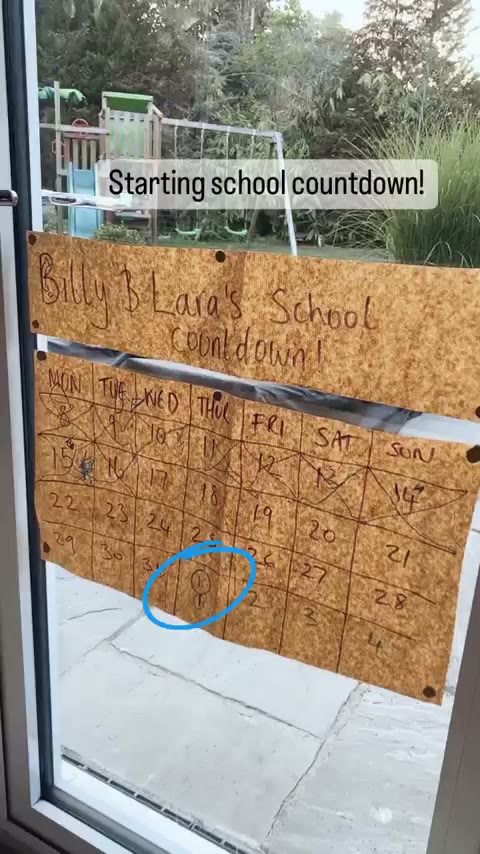 Starting school countdown!
Billy B Lara's School
Countdown!
MON TUE WED THU FRI SAT SUN
8 9 10 11 12 13 14
15 16 17 18 19 20 21
22 23 24 25 26 27 28
29 30 31 1 2 3 4